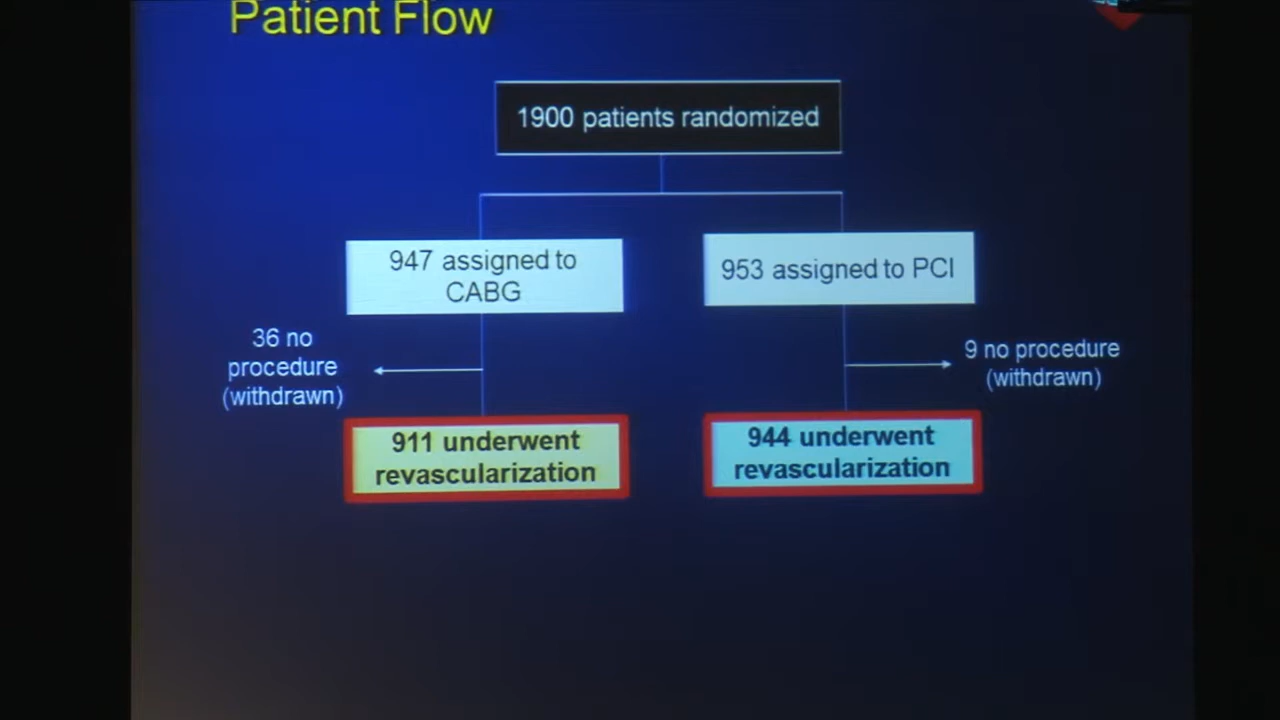 Patient Flow
1900 patients randomized
947 assigned to
CABG
953 assigned to PCI
36 no
procedure
(withdrawn)
9 no procedure
(withdrawn)
911 underwent
revascularization
944 underwent
revascularization